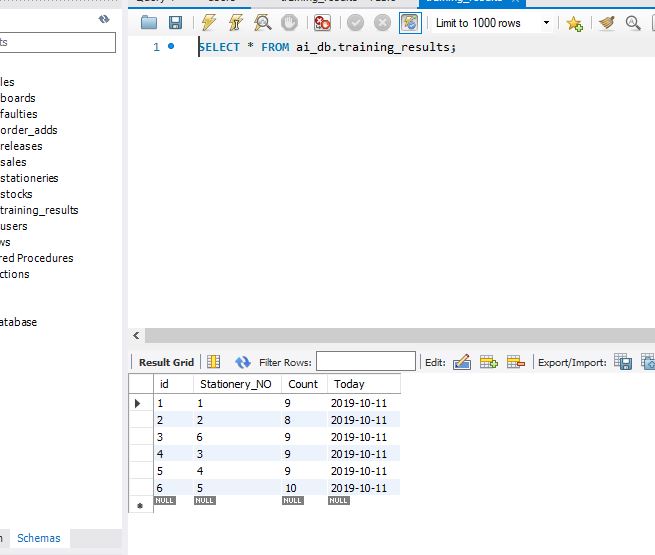 Limit to 1000 rows
1 SELECT * FROM ai_db.training_results;
ts
les
boards
faulties
order_adds
releases
sales
stationeries
stocks
training_results
users
ws
red Procedures
ctions
atabase
Schemas
Result Grid Filter Rows: Edit: Export/Import:
id Stationery_NO Count Today
1 1 9 2019-10-11
2 2 8 2019-10-11
3 6 9 2019-10-11
4 3 9 2019-10-11
5 4 9 2019-10-11
6 5 10 2019-10-11
NULL NULL NULL NULL